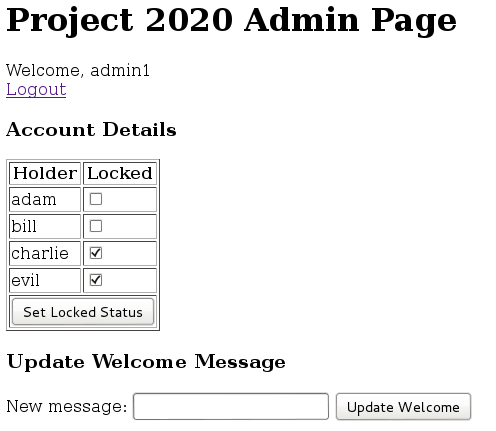 Project 2020 Admin Page
Welcome, admin1
Logout
Account Details
Holder Locked
adam
bill
charlie
evil
Set Locked Status
Update Welcome Message
New message: Update Welcome